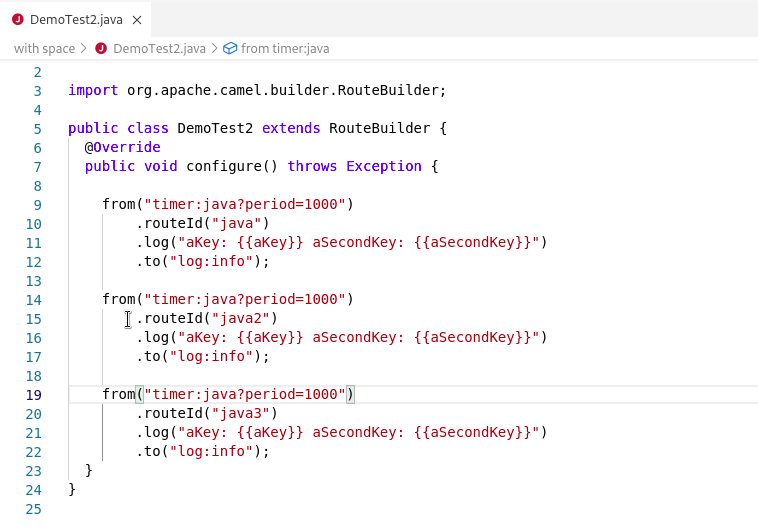 DemoTest2.java
with space > DemoTest2.java > from timer:java
2
3 import org.apache.camel.builder.RouteBuilder;
4
5 public class DemoTest2 extends RouteBuilder {
6 @Override
7 public void configure() throws Exception {
8
9 from("timer:java?period=1000")
10 .routeId("java")
11 .log("aKey: {{aKey}} aSecondKey: {{aSecondKey}}")
12 .to("log:info");
13
14 from("timer:java?period=1000")
15 .routeId("java2")
16 .log("aKey: {{aKey}} aSecondKey: {{aSecondKey}}")
17 .to("log:info");
18
19 from("timer:java?period=1000")
20 .routeId("java3")
21 .log("aKey: {{aKey}} aSecondKey: {{aSecondKey}}")
22 .to("log:info");
23 }
24 }
25